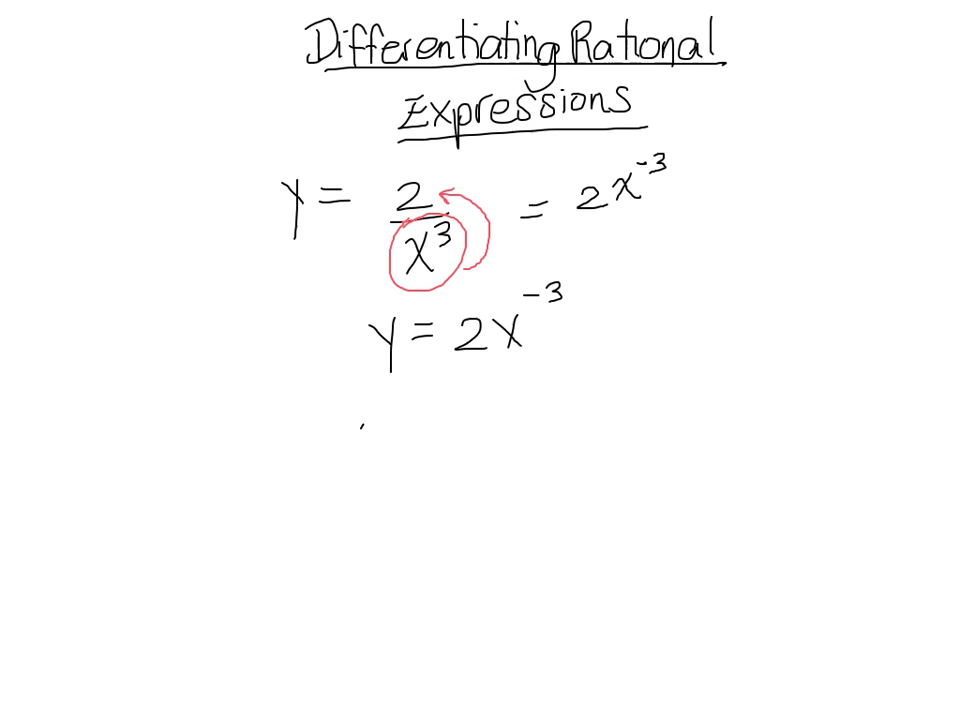 Differentiating Rational
Expressions
y = 2/x³ = 2x⁻³
y = 2x⁻³